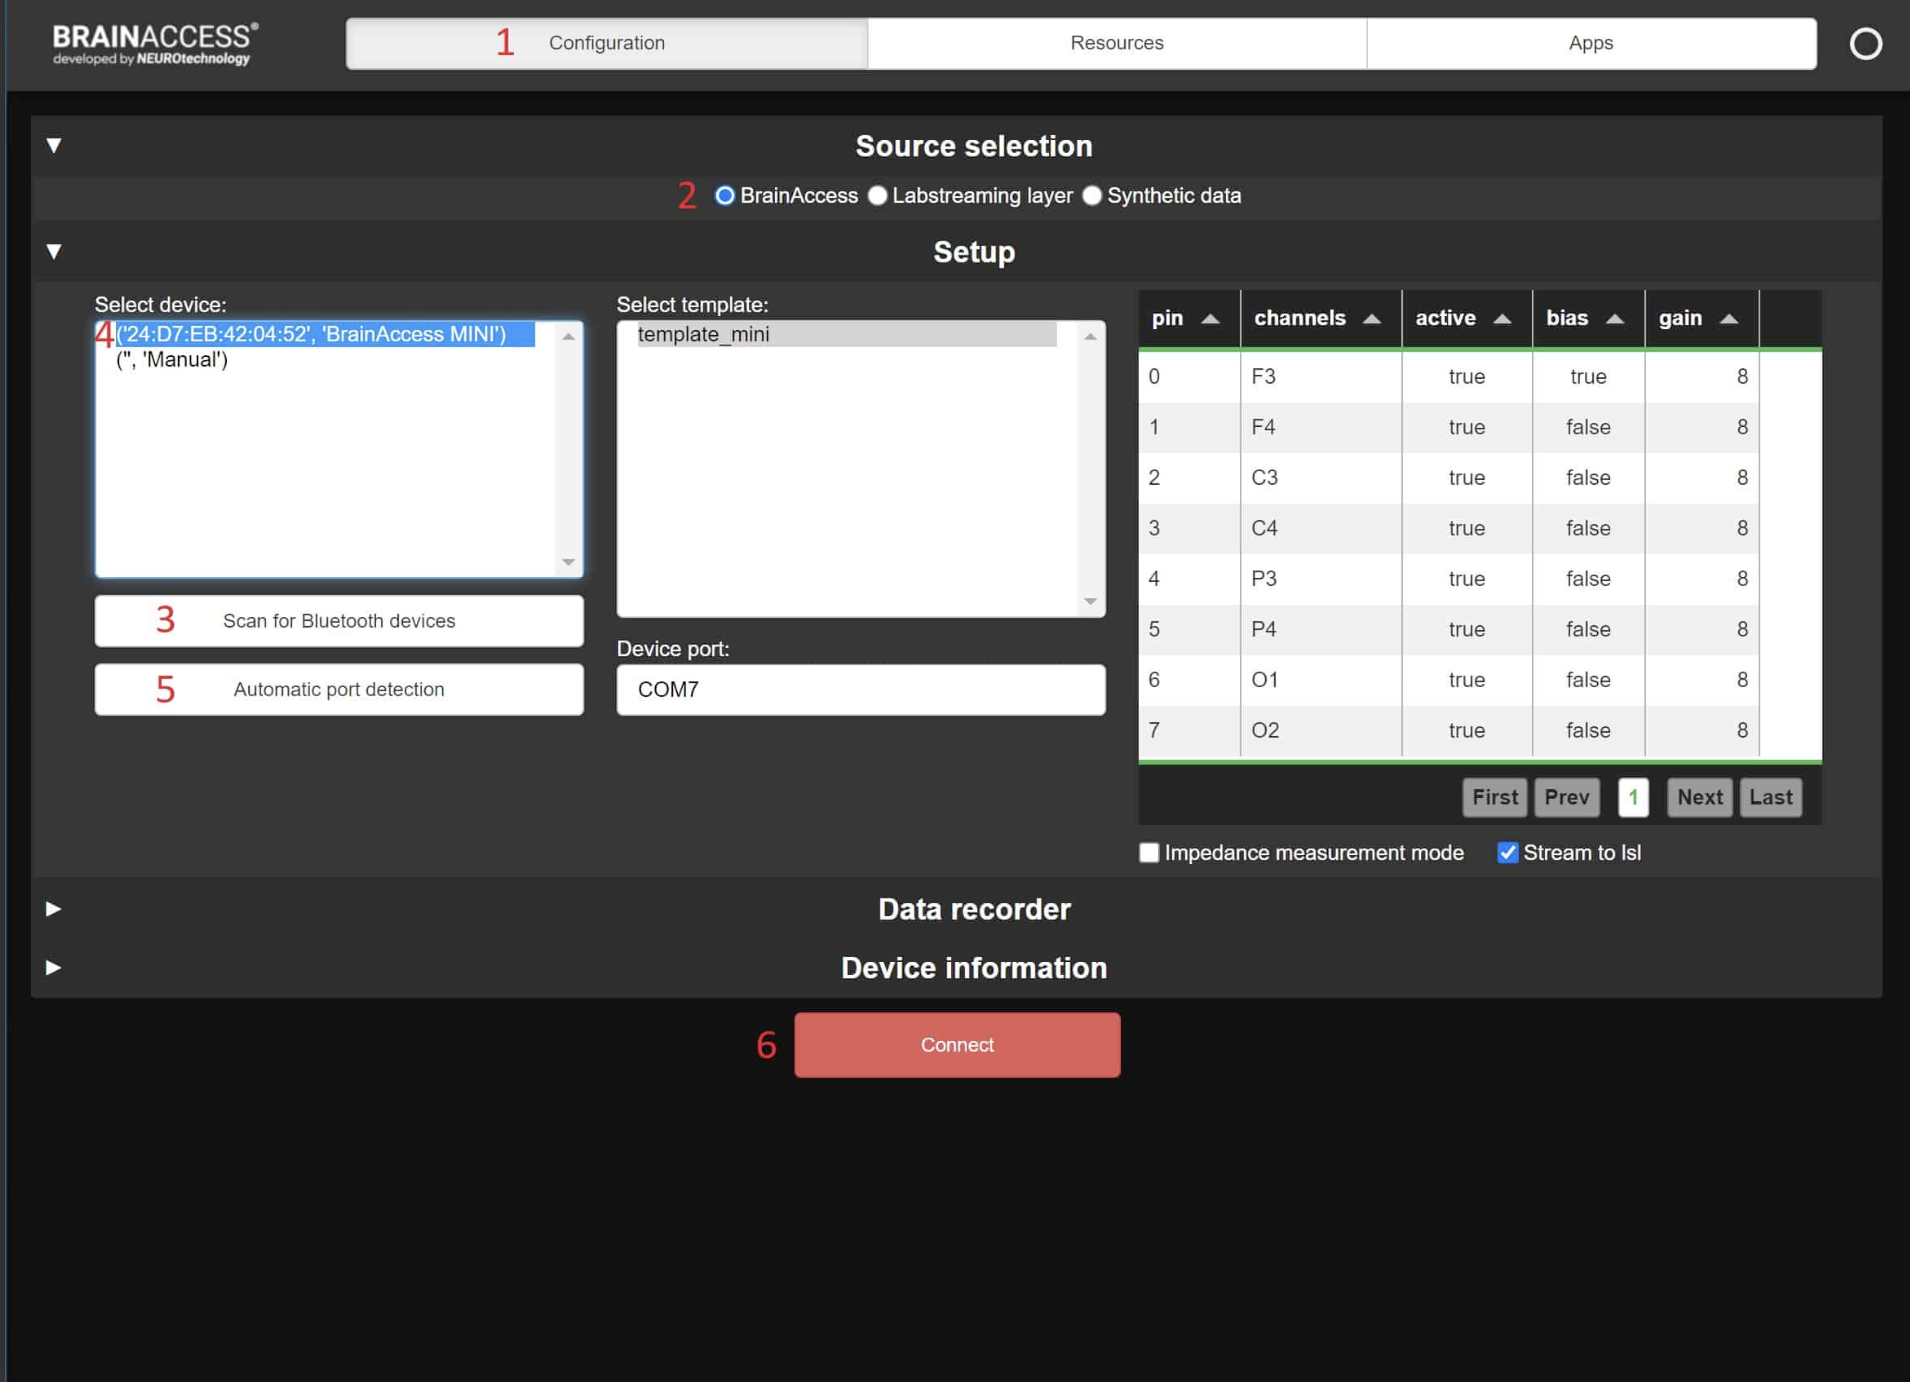 BRAINACCESS®
developed by NEUROtechnology
1 Configuration
Resources
Apps
▼ Source selection
2 BrainAccess Labstreaming layer Synthetic data
▼ Setup
Select device:
4 ('24:D7:EB:42:04:52', 'BrainAccess MINI')
('', 'Manual')
3 Scan for Bluetooth devices
5 Automatic port detection
Select template:
template_mini
Device port:
COM7
pin channels active bias gain
0 F3 true true 8
1 F4 true false 8
2 C3 true false 8
3 C4 true false 8
4 P3 true false 8
5 P4 true false 8
6 O1 true false 8
7 O2 true false 8
First Prev 1 Next Last
Impedance measurement mode Stream to lsl
▶ Data recorder
▶ Device information
6 Connect